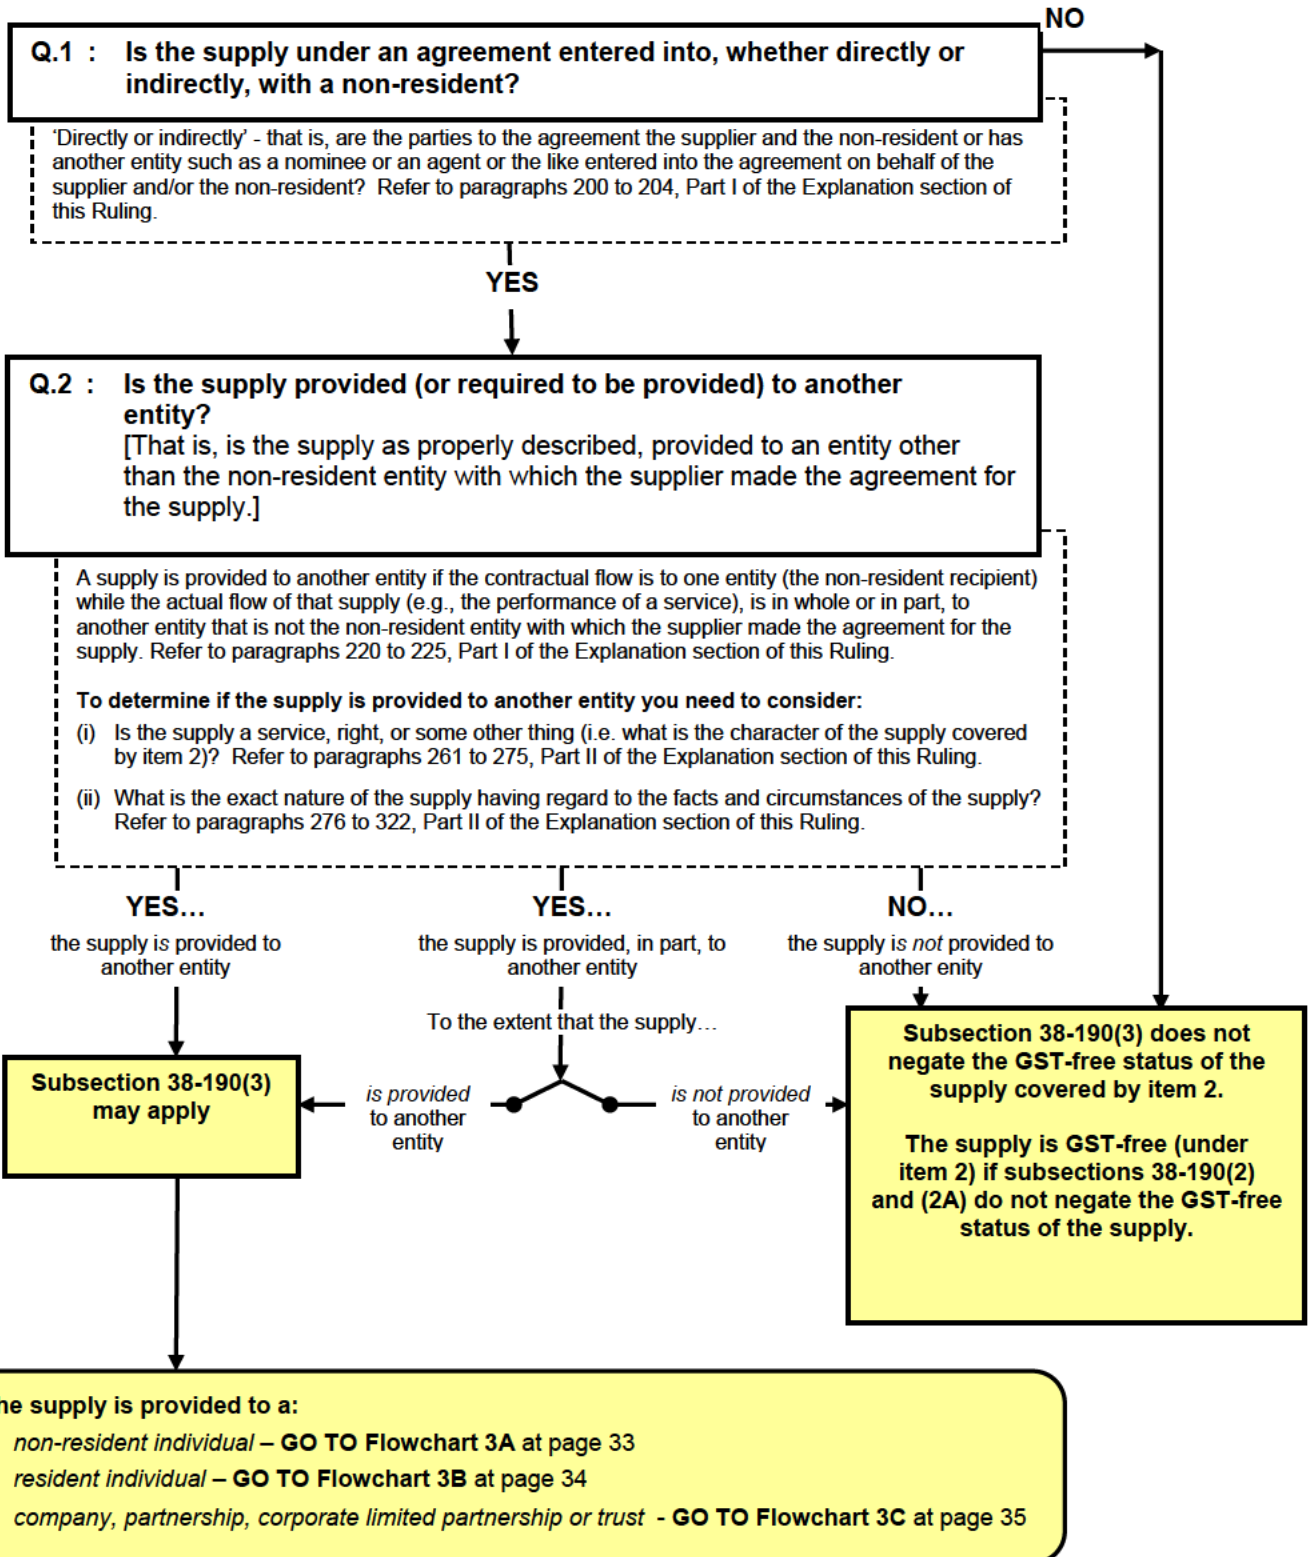 NO
Q.1 : Is the supply under an agreement entered into, whether directly or
indirectly, with a non-resident?
'Directly or indirectly' - that is, are the parties to the agreement the supplier and the non-resident or has
another entity such as a nominee or an agent or the like entered into the agreement on behalf of the
supplier and/or the non-resident? Refer to paragraphs 200 to 204, Part I of the Explanation section of
this Ruling.
YES
Q.2 : Is the supply provided (or required to be provided) to another
entity?
[That is, is the supply as properly described, provided to an entity other
than the non-resident entity with which the supplier made the agreement for
the supply.]
A supply is provided to another entity if the contractual flow is to one entity (the non-resident recipient)
while the actual flow of that supply (e.g., the performance of a service), is in whole or in part, to
another entity that is not the non-resident entity with which the supplier made the agreement for the
supply. Refer to paragraphs 220 to 225, Part I of the Explanation section of this Ruling.
To determine if the supply is provided to another entity you need to consider:
(i) Is the supply a service, right, or some other thing (i.e. what is the character of the supply covered
by item 2)? Refer to paragraphs 261 to 275, Part II of the Explanation section of this Ruling.
(ii) What is the exact nature of the supply having regard to the facts and circumstances of the supply?
Refer to paragraphs 276 to 322, Part II of the Explanation section of this Ruling.
YES...
the supply is provided to
another entity
YES...
the supply is provided, in part, to
another entity
NO...
the supply is not provided to
another enity
To the extent that the supply...
Subsection 38-190(3)
may apply
is provided
to another
entity
is not provided
to another
entity
Subsection 38-190(3) does not
negate the GST-free status of the
supply covered by item 2.
The supply is GST-free (under
item 2) if subsections 38-190(2)
and (2A) do not negate the GST-free
status of the supply.
he supply is provided to a:
non-resident individual – GO TO Flowchart 3A at page 33
resident individual – GO TO Flowchart 3B at page 34
company, partnership, corporate limited partnership or trust - GO TO Flowchart 3C at page 35